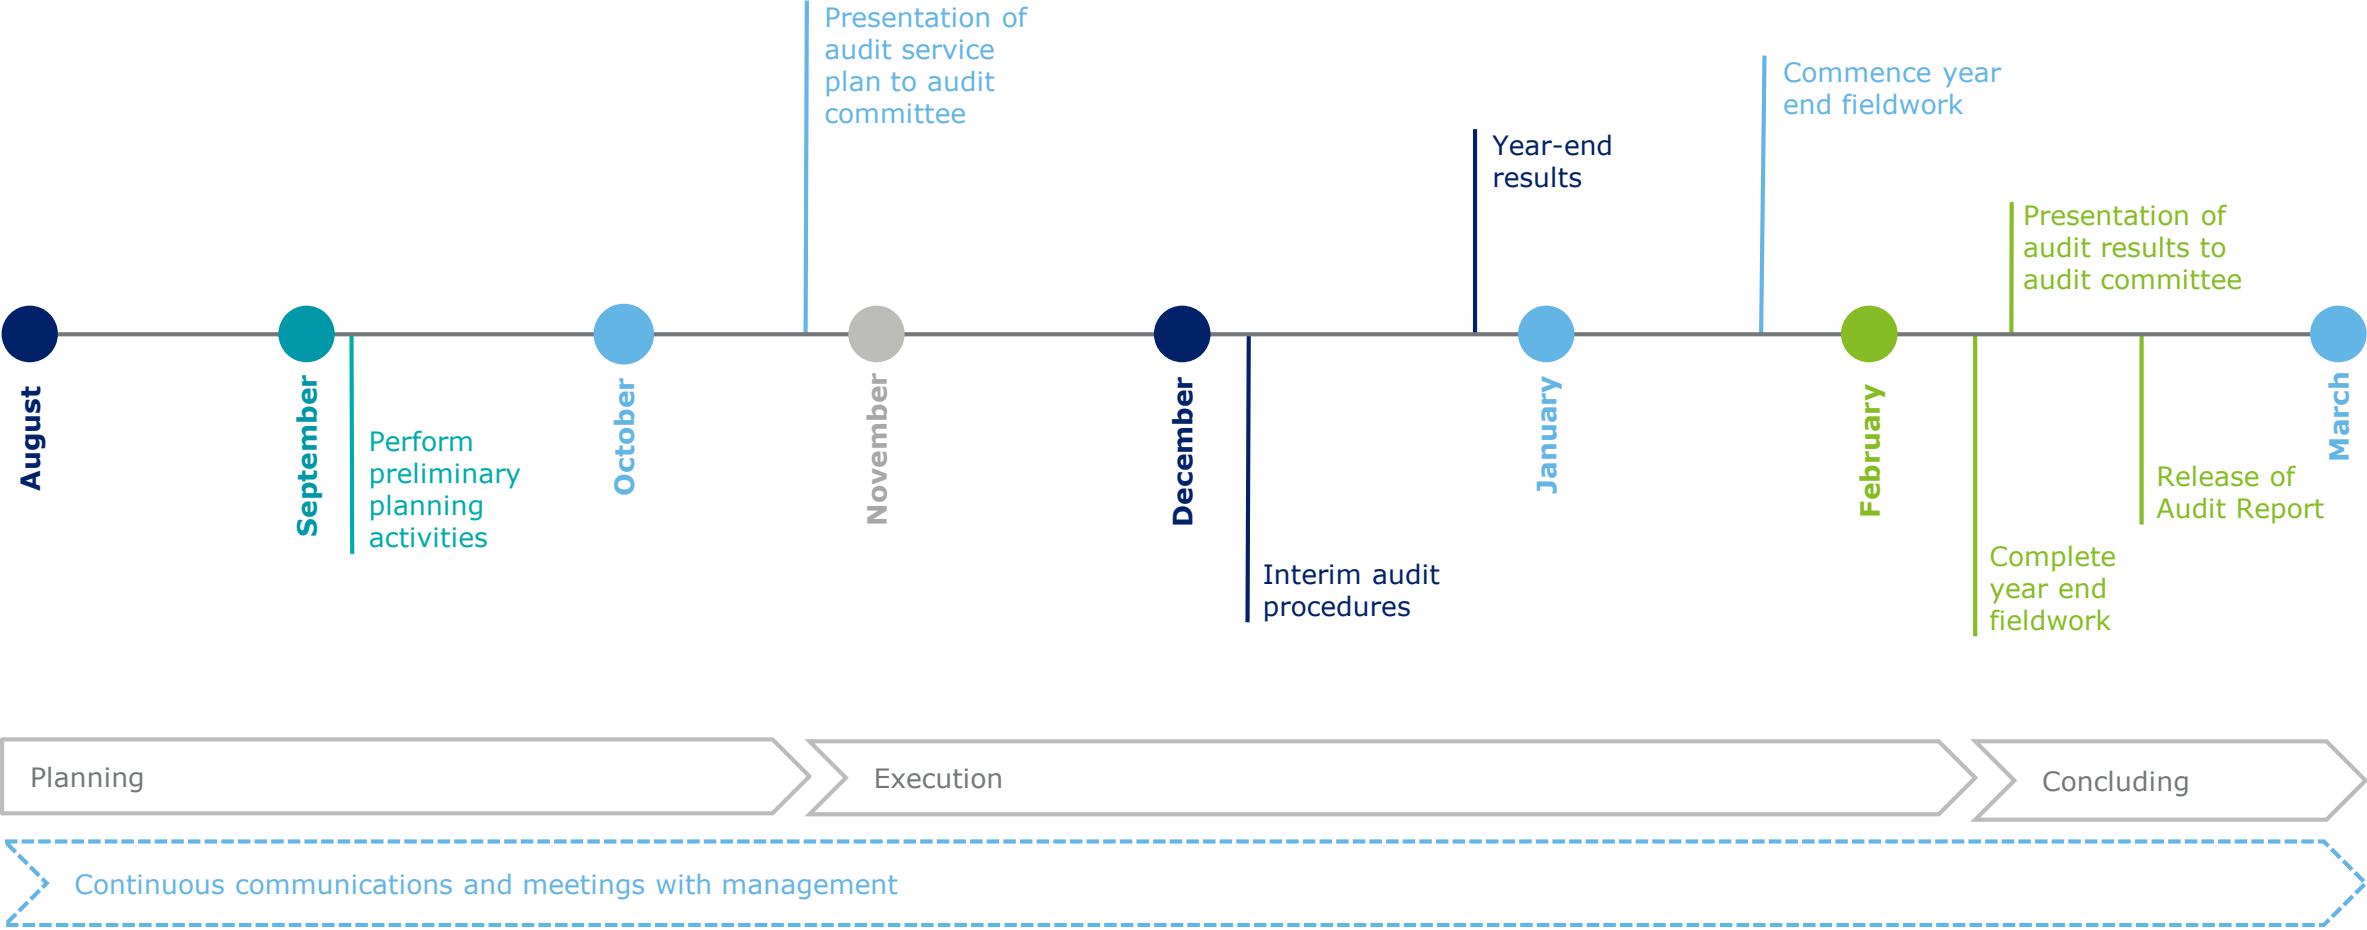 Presentation of
audit service
plan to audit
committee
Commence year
end fieldwork
Year-end
results
Presentation of
audit results to
audit committee
August
September
October
November
December
January
February
March
Perform
preliminary
planning
activities
Interim audit
procedures
Release of
Audit Report
Complete
year end
fieldwork
Planning
Execution
Concluding
Continuous communications and meetings with management